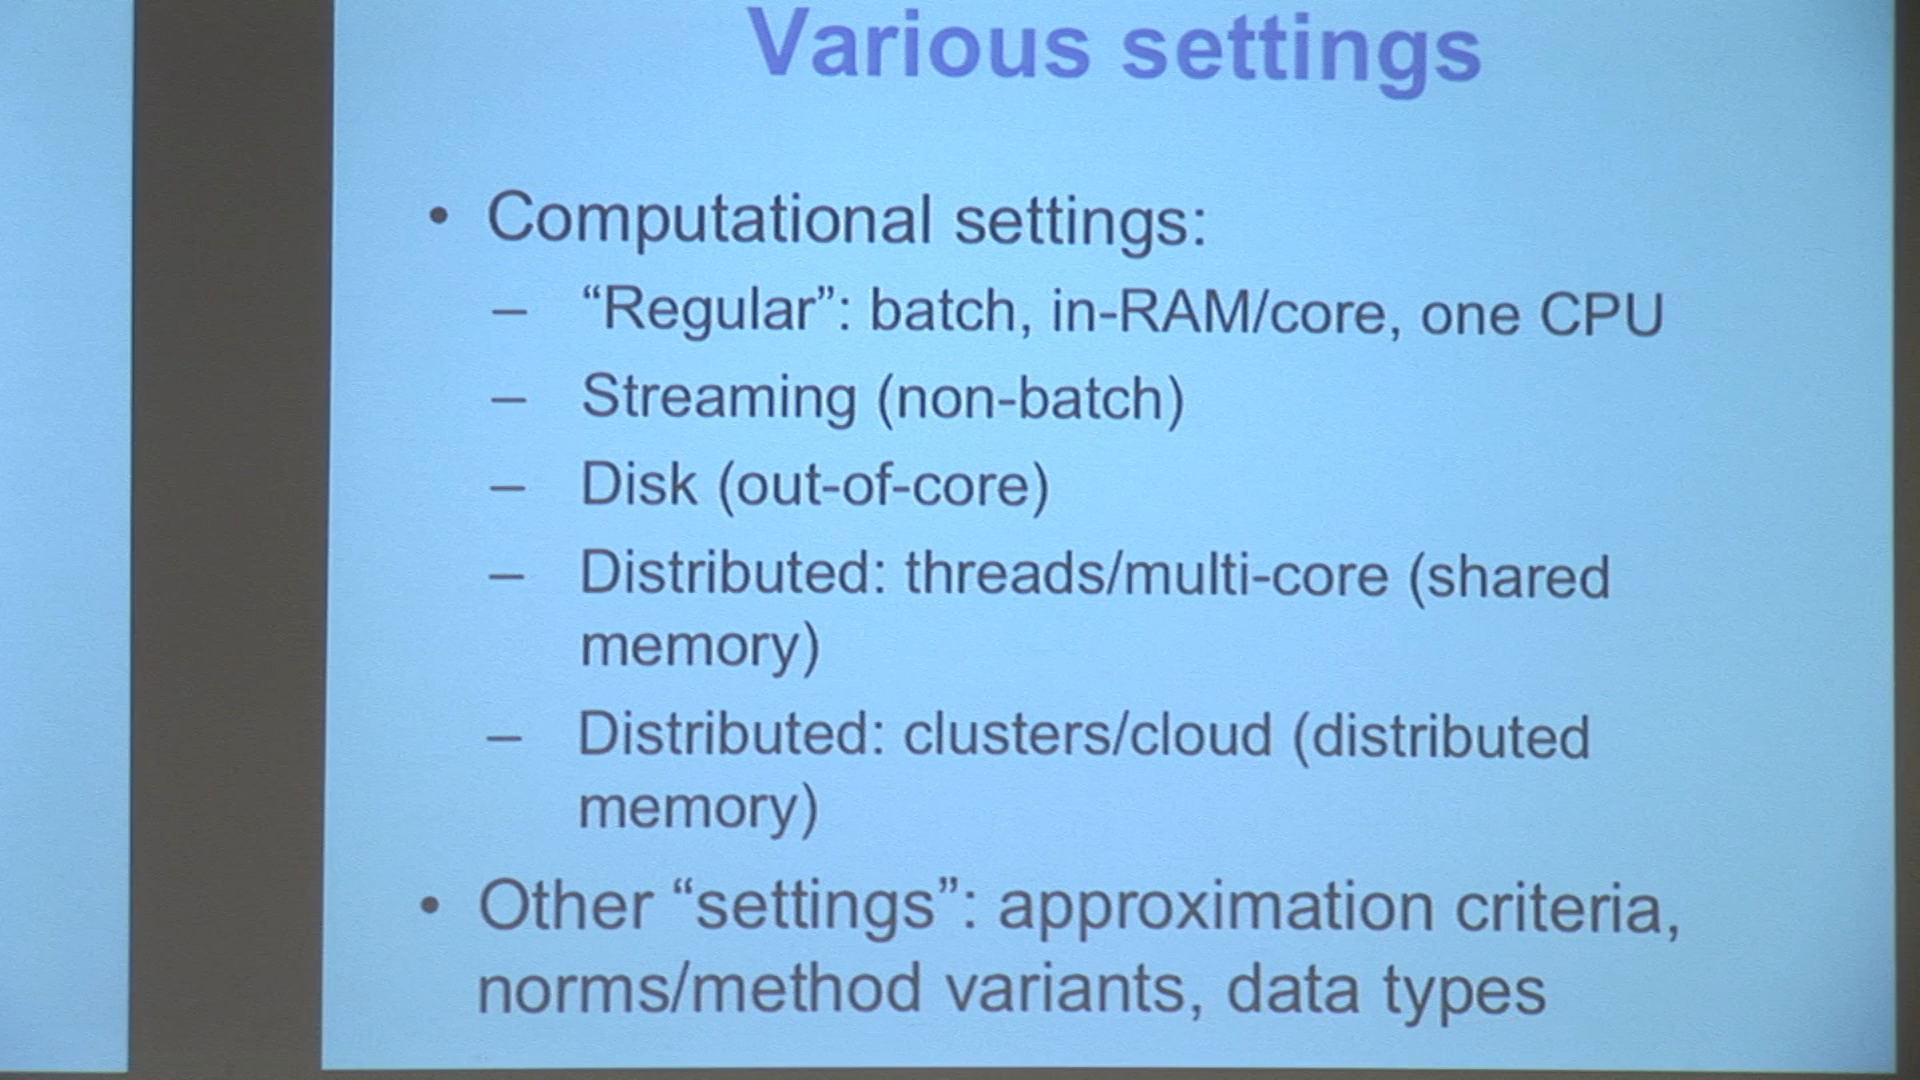 Various settings
• Computational settings:
– “Regular”: batch, in-RAM/core, one CPU
– Streaming (non-batch)
– Disk (out-of-core)
– Distributed: threads/multi-core (shared
memory)
– Distributed: clusters/cloud (distributed
memory)
• Other “settings”: approximation criteria,
norms/method variants, data types